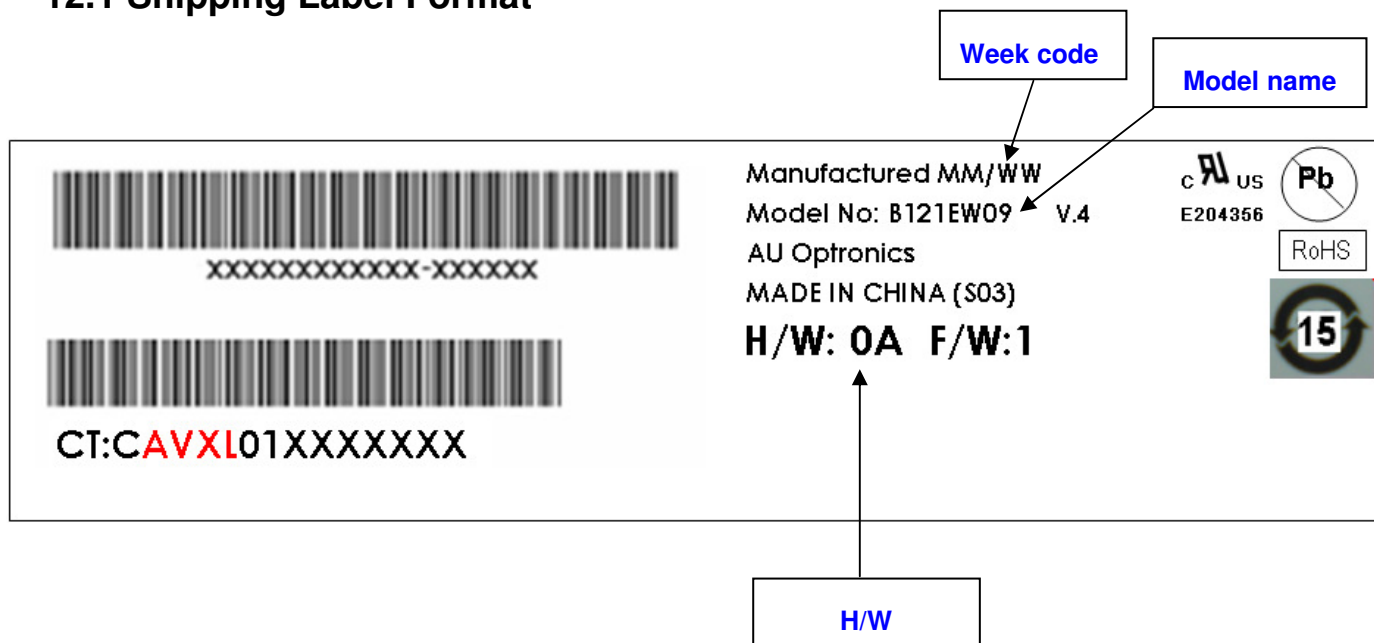 12.1 Shipping Label Format
Week code
Model name
Manufactured MM/WW
Model No: B121EW09 V.4
AU Optronics
MADE IN CHINA (S03)
H/W: 0A F/W:1
c RU US
E204356
Pb
RoHS
15
XXXXXXXXXXXX-XXXXXX
CT:CAVXL01XXXXXXX
H/W